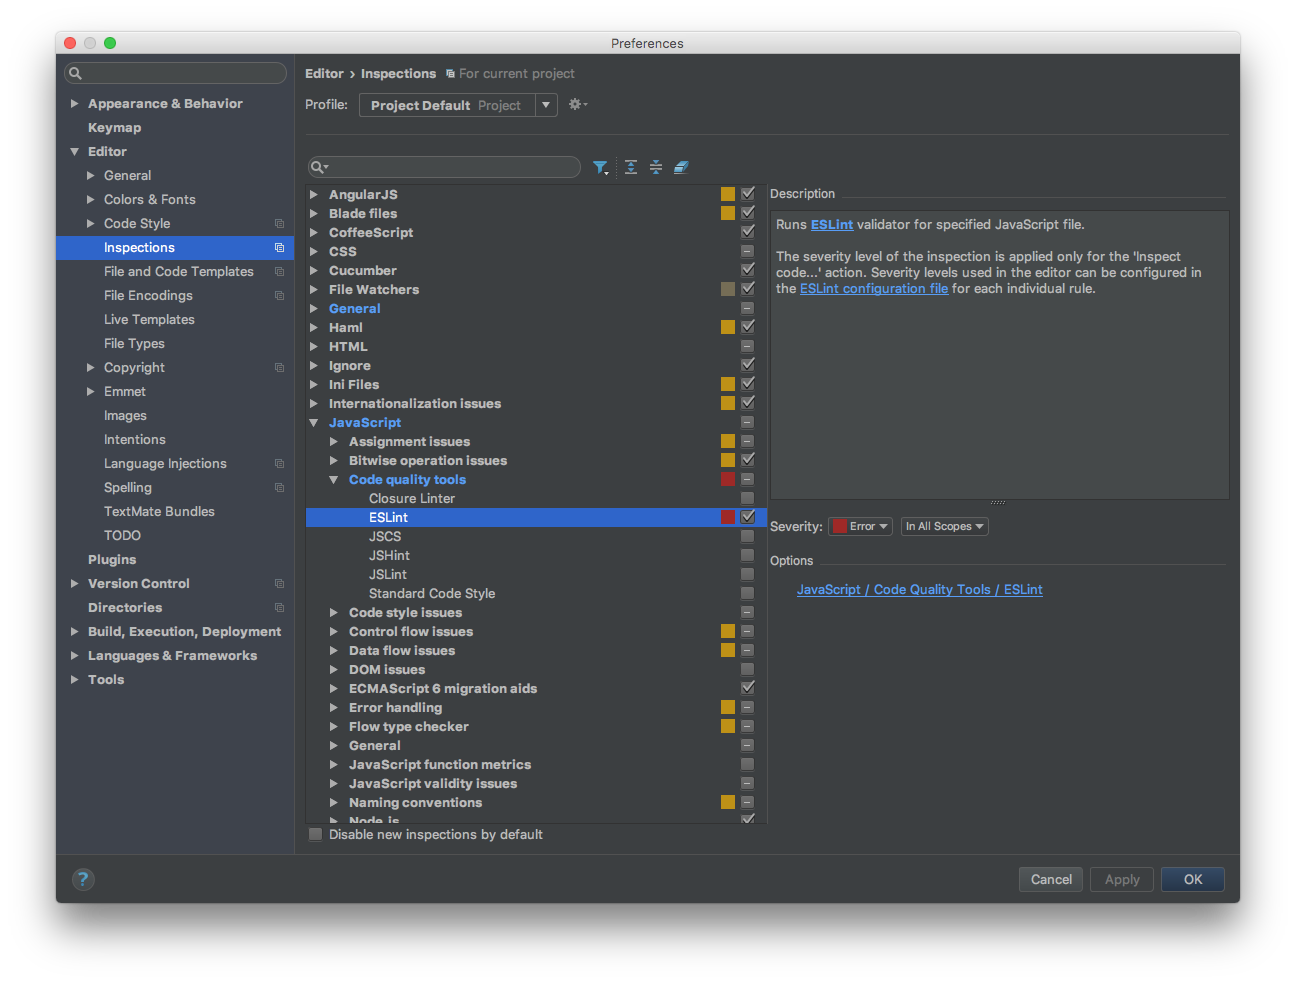 Preferences
Appearance & Behavior
Keymap
Editor
General
Colors & Fonts
Code Style
Inspections
File and Code Templates
File Encodings
Live Templates
File Types
Copyright
Emmet
Images
Intentions
Language Injections
Spelling
TextMate Bundles
TODO
Plugins
Version Control
Directories
Build, Execution, Deployment
Languages & Frameworks
Tools
Editor › Inspections For current project
Profile: Project Default Project
AngularJS
Blade files
CoffeeScript
CSS
Cucumber
File Watchers
General
Haml
HTML
Ignore
Ini Files
Internationalization issues
JavaScript
Assignment issues
Bitwise operation issues
Code quality tools
Closure Linter
ESLint
JSCS
JSHint
JSLint
Standard Code Style
Code style issues
Control flow issues
Data flow issues
DOM issues
ECMAScript 6 migration aids
Error handling
Flow type checker
General
JavaScript function metrics
JavaScript validity issues
Naming conventions
Node.js
Disable new inspections by default
Description
Runs ESLint validator for specified JavaScript file.
The severity level of the inspection is applied only for the 'Inspect
code...' action. Severity levels used in the editor can be configured in
the ESLint configuration file for each individual rule.
Severity: Error In All Scopes
Options
JavaScript / Code Quality Tools / ESLint
?
Cancel Apply OK